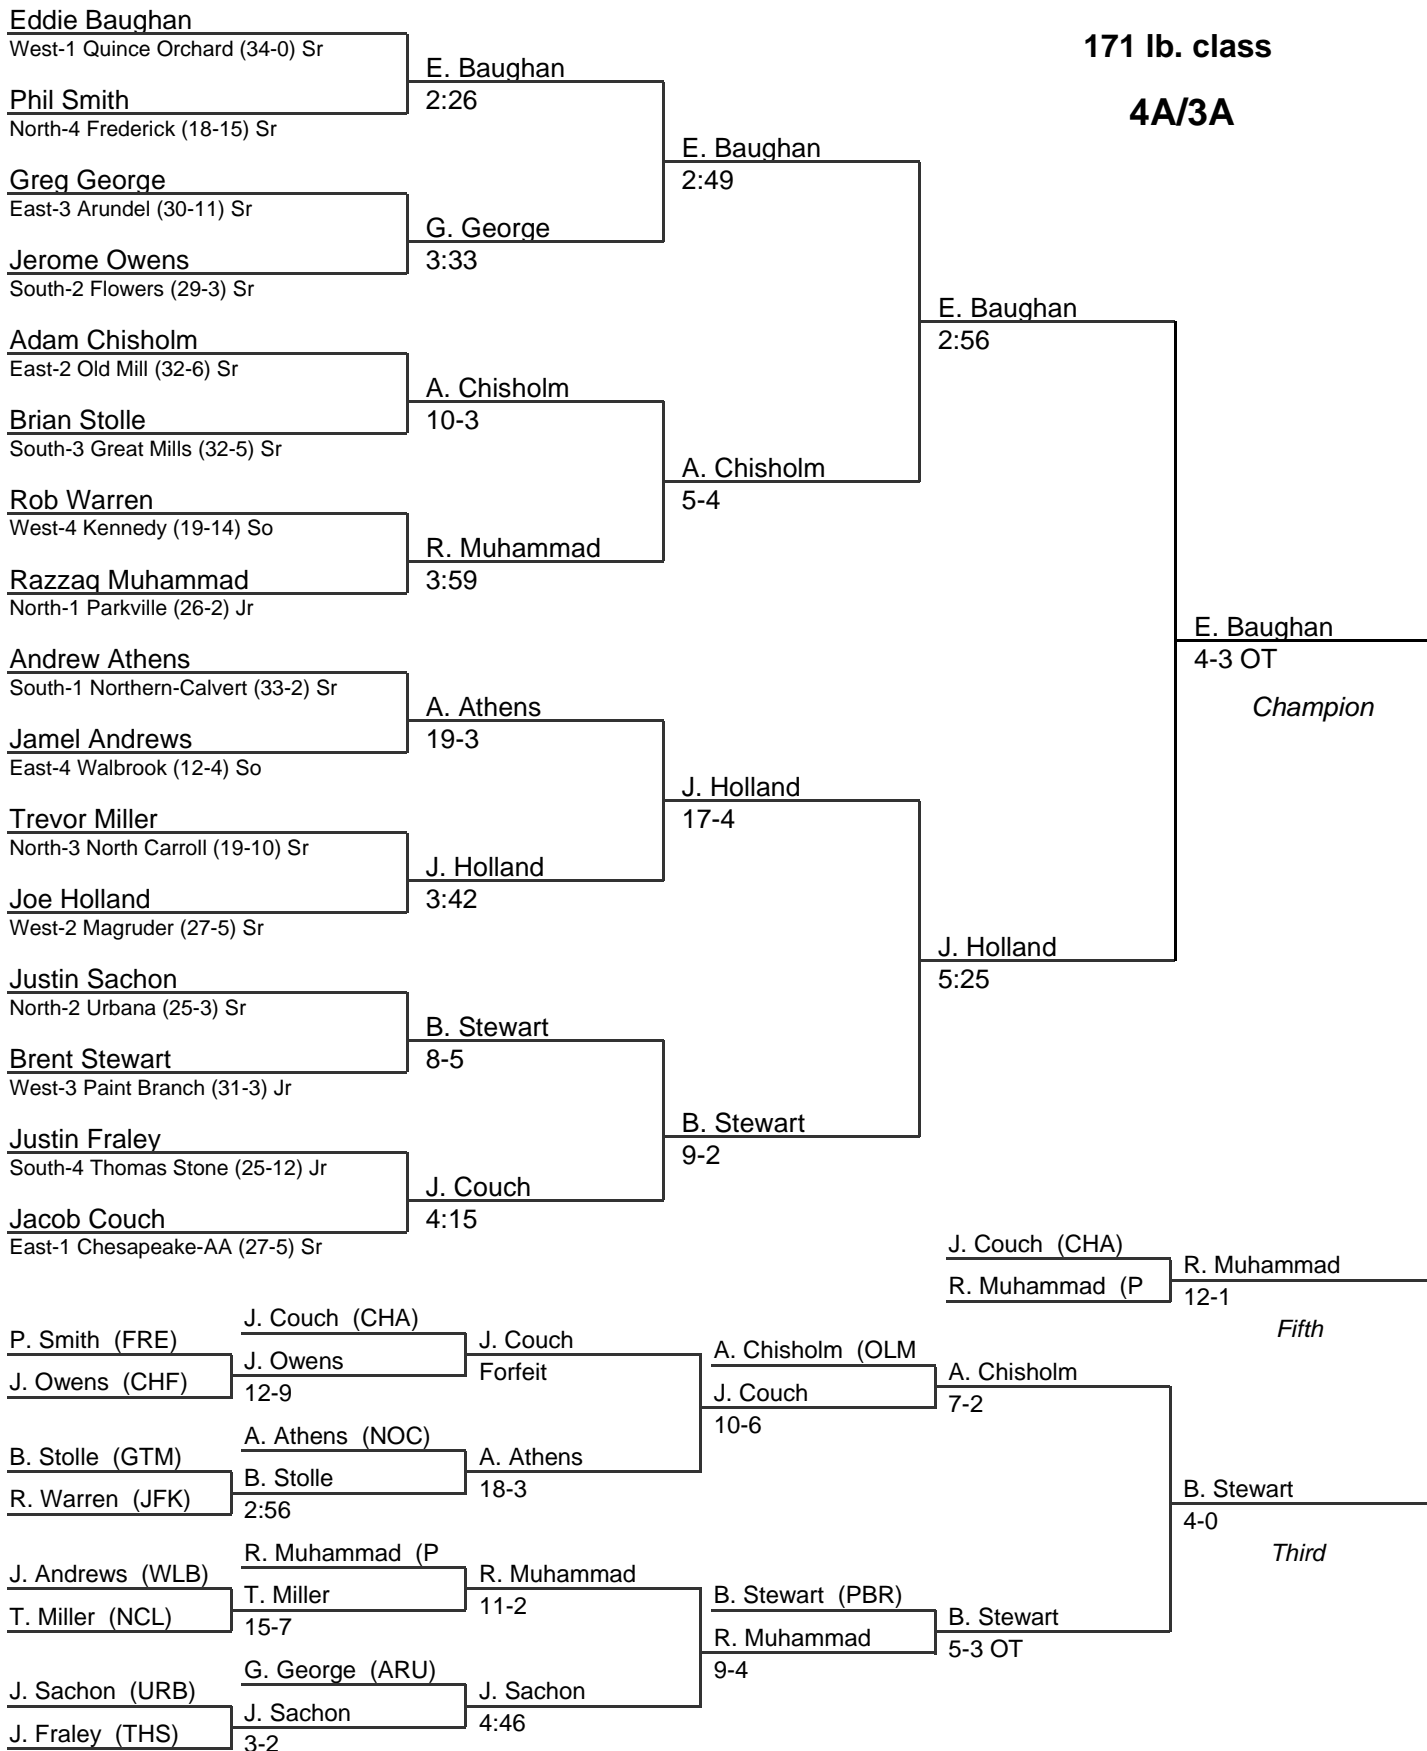 Eddie Baughan
West-1 Quince Orchard (34-0) Sr
Phil Smith
North-4 Frederick (18-15) Sr
Greg George
East-3 Arundel (30-11) Sr
Jerome Owens
South-2 Flowers (29-3) Sr
Adam Chisholm
East-2 Old Mill (32-6) Sr
Brian Stolle
South-3 Great Mills (32-5) Sr
Rob Warren
West-4 Kennedy (19-14) So
Razzaq Muhammad
North-1 Parkville (26-2) Jr
Andrew Athens
South-1 Northern-Calvert (33-2) Sr
Jamel Andrews
East-4 Walbrook (12-4) So
Trevor Miller
North-3 North Carroll (19-10) Sr
Joe Holland
West-2 Magruder (27-5) Sr
Justin Sachon
North-2 Urbana (25-3) Sr
Brent Stewart
West-3 Paint Branch (31-3) Jr
Justin Fraley
South-4 Thomas Stone (25-12) Jr
Jacob Couch
East-1 Chesapeake-AA (27-5) Sr
E. Baughan
2:26
G. George
3:33
A. Chisholm
10-3
R. Muhammad
3:59
A. Athens
19-3
J. Holland
3:42
B. Stewart
8-5
J. Couch
4:15
E. Baughan
2:49
A. Chisholm
5-4
J. Holland
17-4
B. Stewart
9-2
E. Baughan
2:56
J. Holland
5:25
171 lb. class
4A/3A
E. Baughan
4-3 OT
Champion
J. Couch (CHA)
R. Muhammad (P
R. Muhammad
12-1
Fifth
P. Smith (FRE)
J. Owens (CHF)
B. Stolle (GTM)
R. Warren (JFK)
J. Andrews (WLB)
T. Miller (NCL)
J. Sachon (URB)
J. Fraley (THS)
J. Couch (CHA)
J. Owens
12-9
A. Athens (NOC)
B. Stolle
2:56
R. Muhammad (P
T. Miller
15-7
G. George (ARU)
J. Sachon
3-2
J. Couch
Forfeit
A. Athens
18-3
R. Muhammad
11-2
J. Sachon
4:46
A. Chisholm (OLM
J. Couch
10-6
B. Stewart (PBR)
R. Muhammad
9-4
A. Chisholm
7-2
B. Stewart
5-3 OT
B. Stewart
4-0
Third